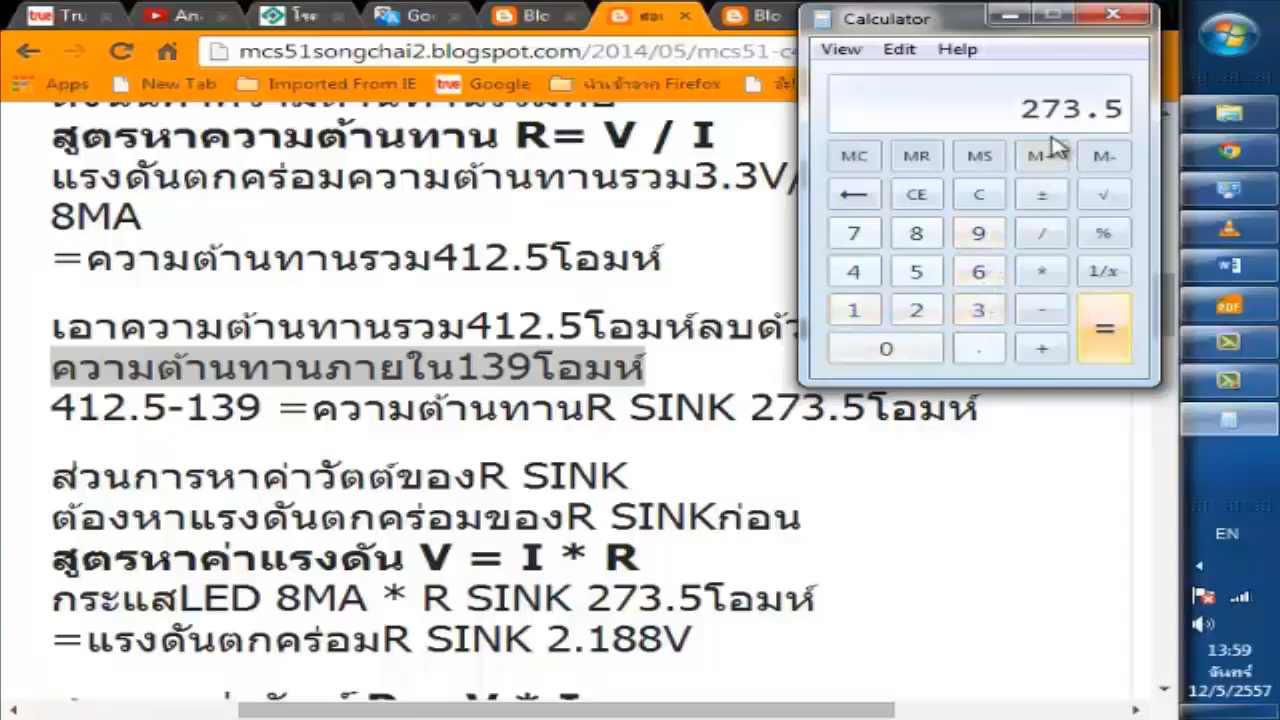 true Tru
An
โรค
Go
Blo
Blo
mcs51songchai2.blogspot.com/2014/05/mcs51-c
Apps New Tab Imported From IE true Google นำเข้าจาก Firefox
สูตรหาความต้านทาน R= V / I
แรงดันตกคร่อมความต้านทานรวม3.3V/
8MA
=ความต้านทานรวม412.5โอมห์
เอาความต้านทานรวม412.5โอมห์ลบตัว
ความต้านทานภายใน139โอมห์
412.5-139 =ความต้านทานR SINK 273.5โอมห์
ส่วนการหาค่าวัตต์ของR SINK
ต้องหาแรงดันตกคร่อมของR SINKก่อน
สูตรหาค่าแรงดัน V = I * R
กระแสLED 8MA * R SINK 273.5โอมห์
=แรงดันตกคร่อมR SINK 2.188V
Calculator
View Edit Help
273.5
MC MR MS M+ M-
← CE C ± √
7 8 9 / %
4 5 6 * 1/x
1 2 3 - =
0 . +
PDF
EN
13:59
จันทร์
12/5/2557